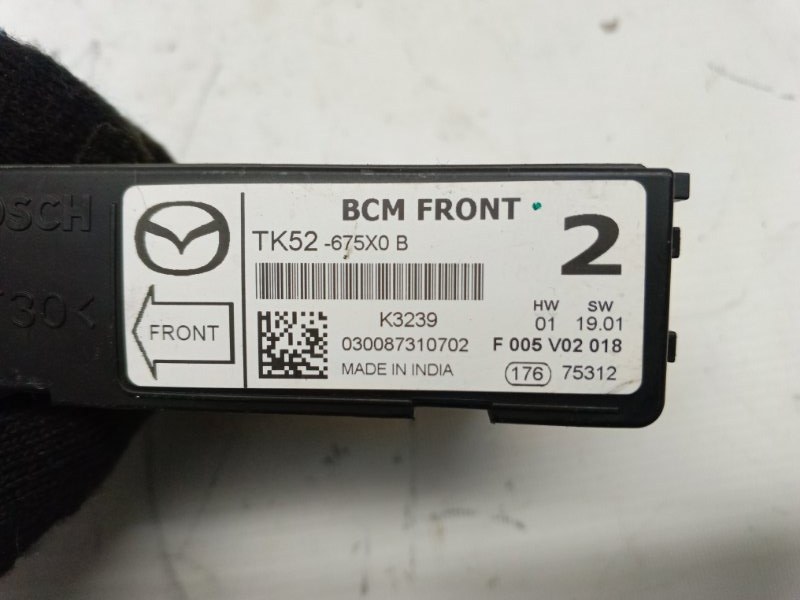 BCM FRONT
TK52 -675X0 B
2
FRONT
K3239
030087310702
MADE IN INDIA
HW SW
01 19.01
F 005 V02 018
176 75312